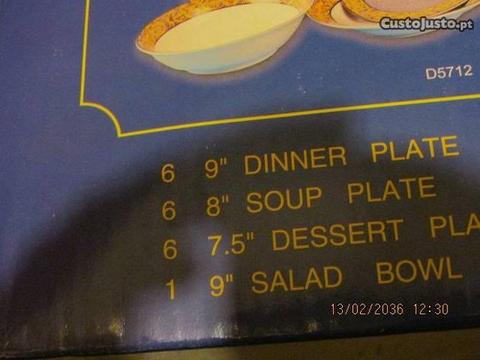 CustoJusto.pt
D5712
6 9" DINNER PLATE
6 8" SOUP PLATE
6 7.5" DESSERT PLA
1 9" SALAD BOWL
13/02/2036 12:30